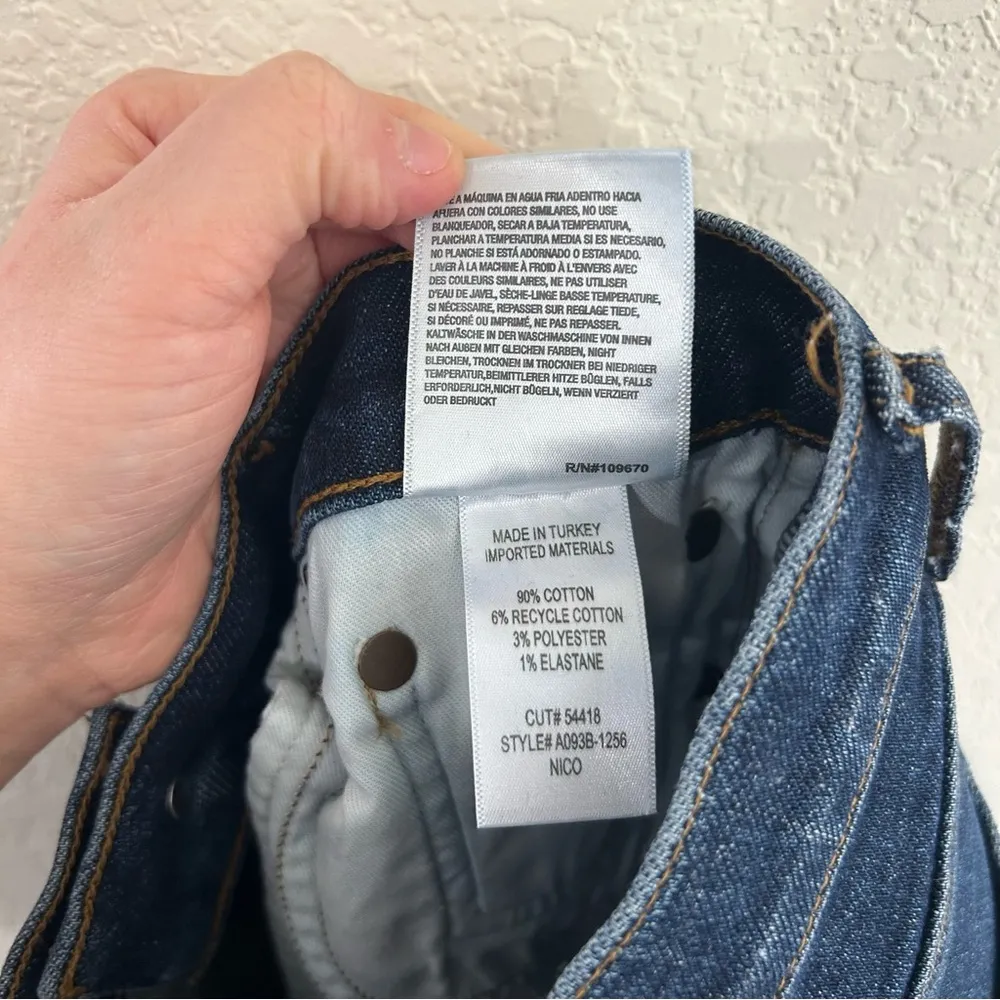 A MÁQUINA EN AGUA FRIA ADENTRO HACIA
AFUERA CON COLORES SIMILARES, NO USE
BLANQUEADOR, SECAR A BAJA TEMPERATURA,
PLANCHAR A TEMPERATURA MEDIA SI ES NECESARIO,
NO PLANCHE SI ESTÁ ADORNADO O ESTAMPADO.
LAVER À LA MACHINE À FROID À L'ENVERS AVEC
DES COULEURS SIMILAIRES, NE PAS UTILISER
D'EAU DE JAVEL, SÈCHE-LINGE BASSE TEMPERATURE,
SI NÉCESSAIRE, REPASSER SUR REGLAGE TIEDE,
SI DÉCORÉ OU IMPRIMÉ, NE PAS REPASSER.
KALTWÄSCHE IN DER WASCHMASCHINE VON INNEN
NACH AUßEN MIT GLEICHEN FARBEN, NIGHT
BLEICHEN, TROCKNEN IM TROCKNER BEI NIEDRIGER
TEMPERATUR,BEIMITTLERER HITZE BÜGLEN, FALLS
ERFORDERLICH,NICHT BÜGELN, WENN VERZIERT
ODER BEDRUCKT
R/N#109670
MADE IN TURKEY
IMPORTED MATERIALS
90% COTTON
6% RECYCLE COTTON
3% POLYESTER
1% ELASTANE
CUT# 54418
STYLE# A093B-1256
NICO